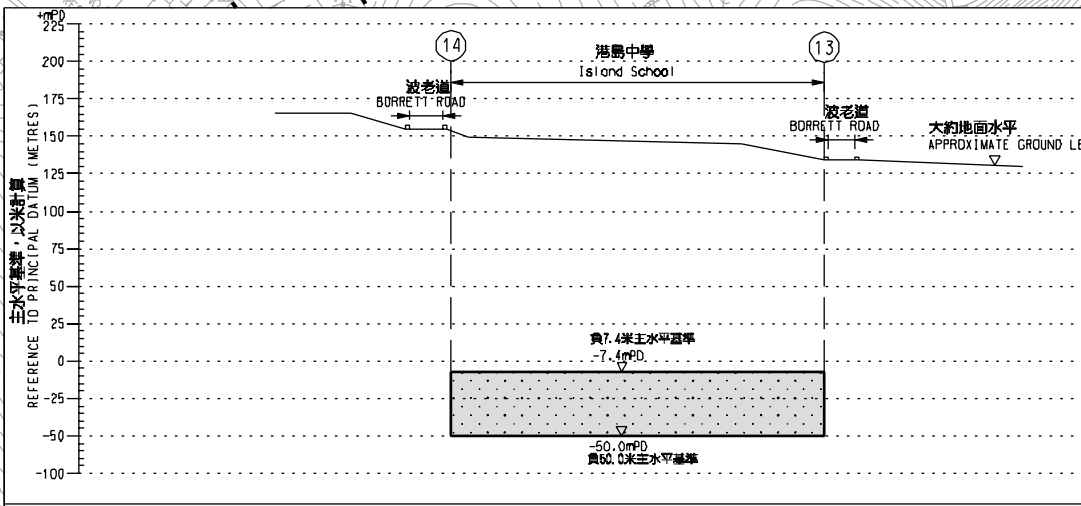 +mPD
225
200
175
150
125
100
75
50
25
0
-25
-50
-100
主水平基準，以米計算
REFERENCE TO PRINCIPAL DATUM (METRES)
14
13
港島中學
Island School
波老道
BORRETT ROAD
波老道
BORRETT ROAD
大約地面水平
APPROXIMATE GROUND LE
負7.4米主水平基準
-7.4mPD
-50.0mPD
負50.0米主水平基準